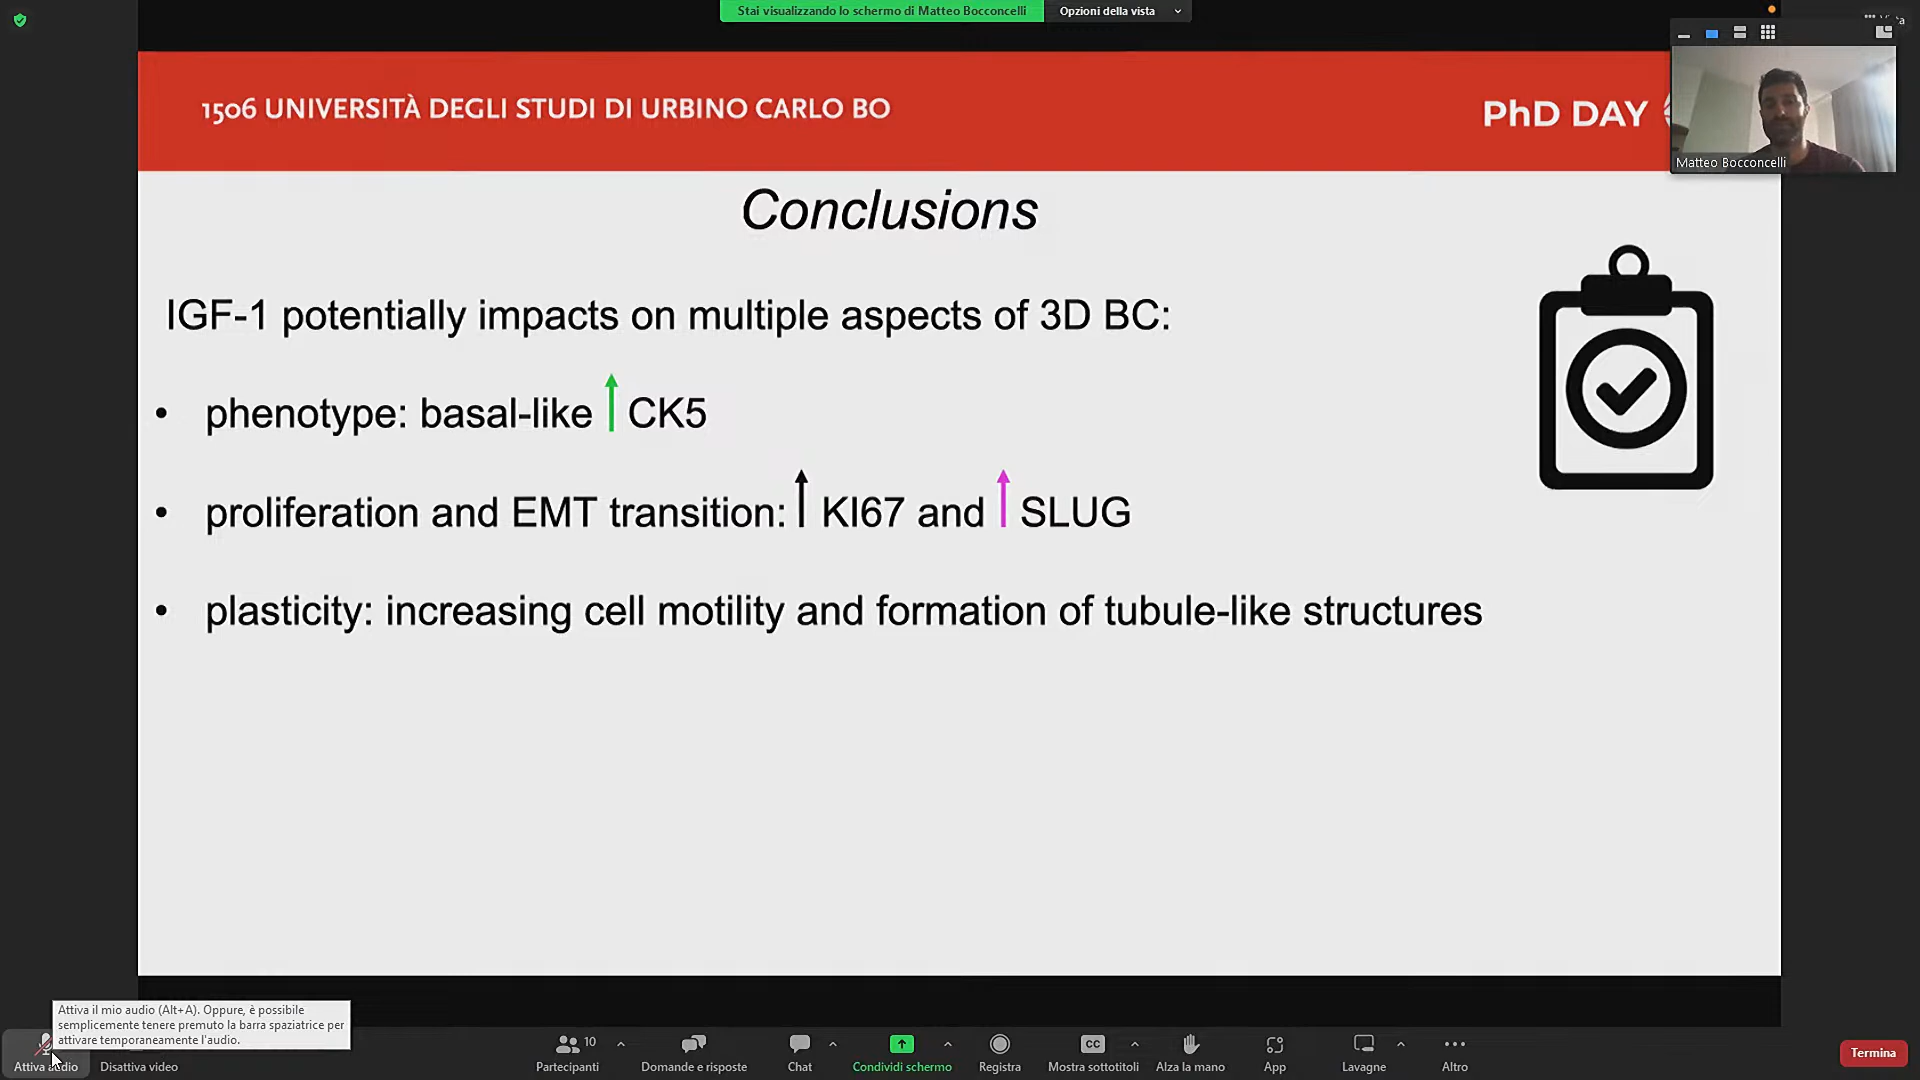 Stai visualizzando lo schermo di Matteo Bocconcelli
Opzioni della vista
1506 UNIVERSITÀ DEGLI STUDI DI URBINO CARLO BO
PhD DAY
Matteo Bocconcelli
Conclusions
IGF-1 potentially impacts on multiple aspects of 3D BC:
• phenotype: basal-like ↑ CK5
• proliferation and EMT transition: ↑ KI67 and ↑ SLUG
• plasticity: increasing cell motility and formation of tubule-like structures
Attiva il mio audio (Alt+A). Oppure, è possibile
semplicemente tenere premuto la barra spaziatrice per
attivare temporaneamente l'audio.
Attiva audio
Disattiva video
Partecipanti 10
Domande e risposte
Chat
Condividi schermo
Registra
CC
Mostra sottotitoli
Alza la mano
App
Lavagne
Altro
Termina